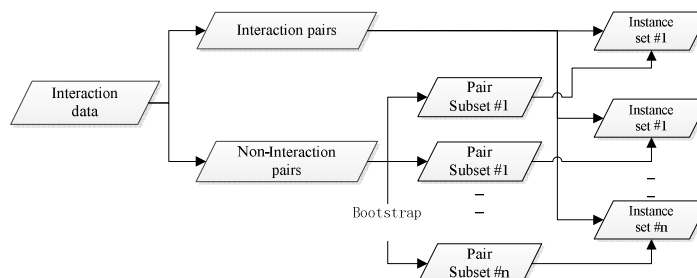 Interaction
data
Interaction pairs
Non-Interaction
pairs
Bootstrap
Pair
Subset #1
Pair
Subset #1
Pair
Subset #n
Instance
set #1
Instance
set #1
Instance
set #n